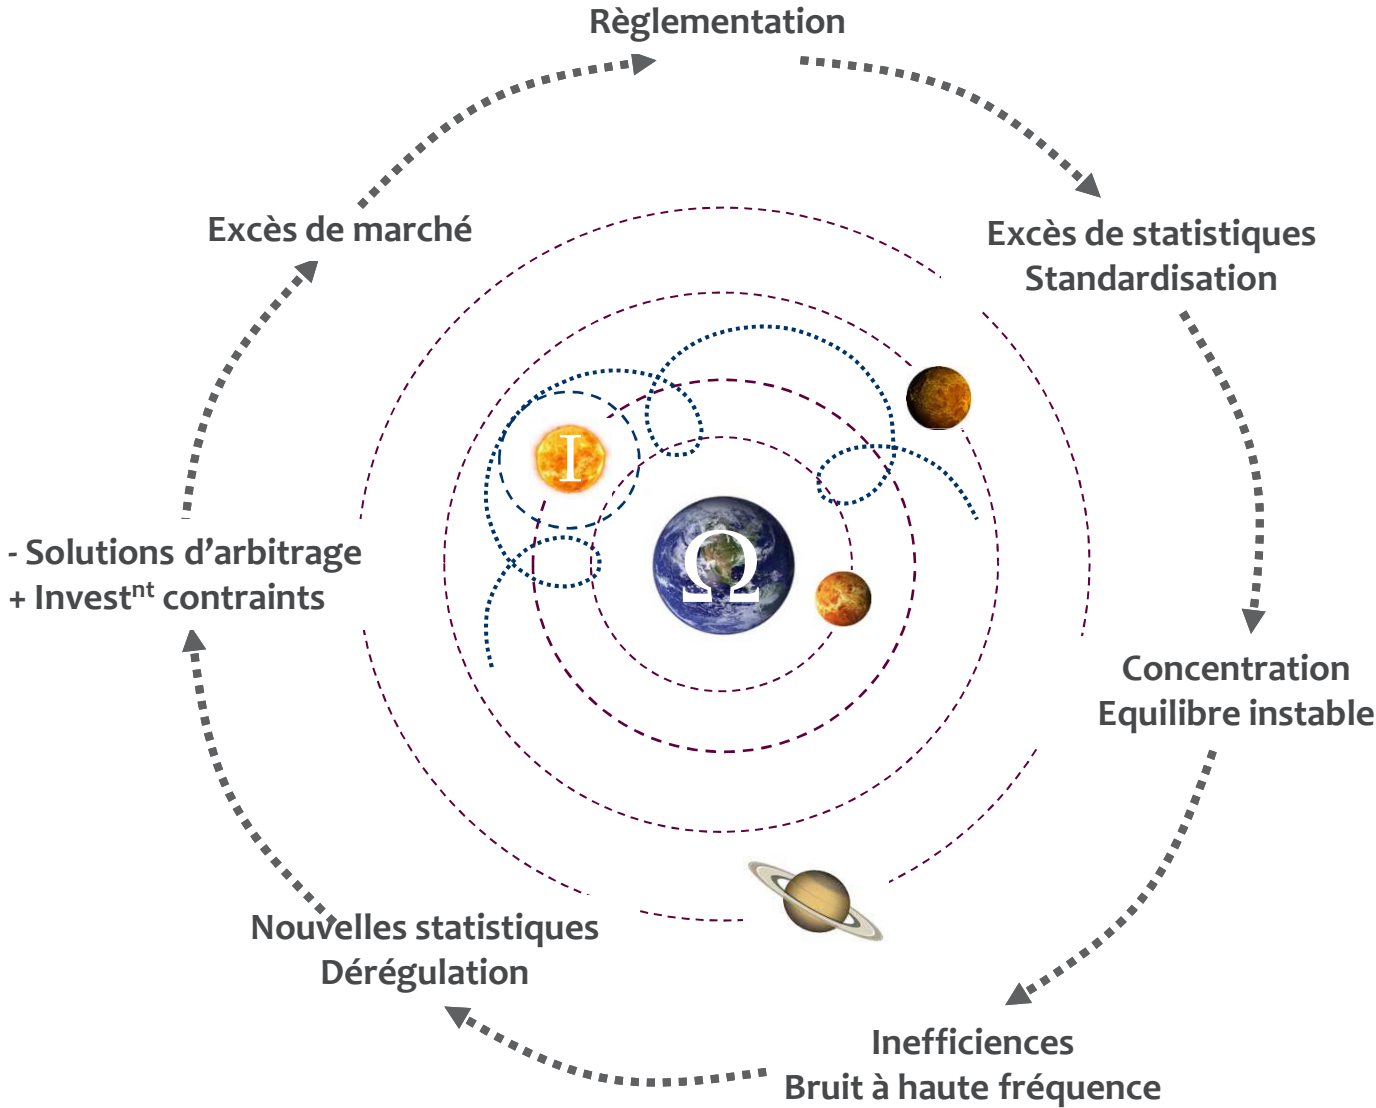 Règlementation
Excès de statistiques
Standardisation
Concentration
Equilibre instable
Inefficiences
Bruit à haute fréquence
Nouvelles statistiques
Dérégulation
- Solutions d’arbitrage
+ Investⁿᵗ contraints
Excès de marché
I
Ω